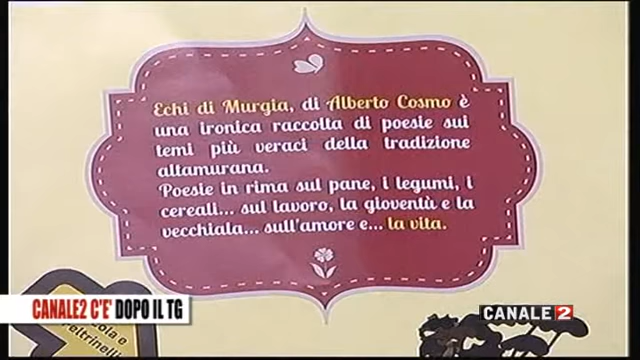 Echi di Murgia, di Alberto Cosmo è
una ironica raccolta di poesie sui
temi più veraci della tradizione
altamurana.
Poesie in rima sul pane, i legumi, i
cereali... sul lavoro, la gioventù e la
vecchiaia... sull'amore e... la vita.
CANALE2 C'E' DOPO IL TG
CANALE 2